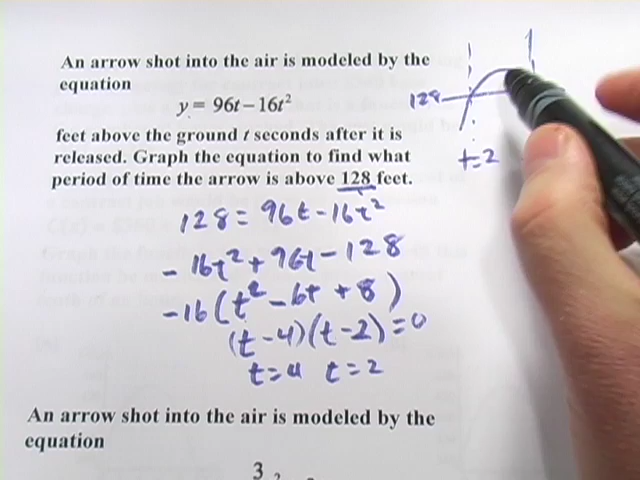 An arrow shot into the air is modeled by the
equation
y = 96t – 16t²
feet above the ground t seconds after it is
released. Graph the equation to find what
period of time the arrow is above 128 feet.
128 = 96t - 16t²
- 16t² + 96t - 128
-16(t² - 6t + 8)
(t - 4)(t - 2) = 0
t = 4 t = 2
128
t = 2
An arrow shot into the air is modeled by the
equation